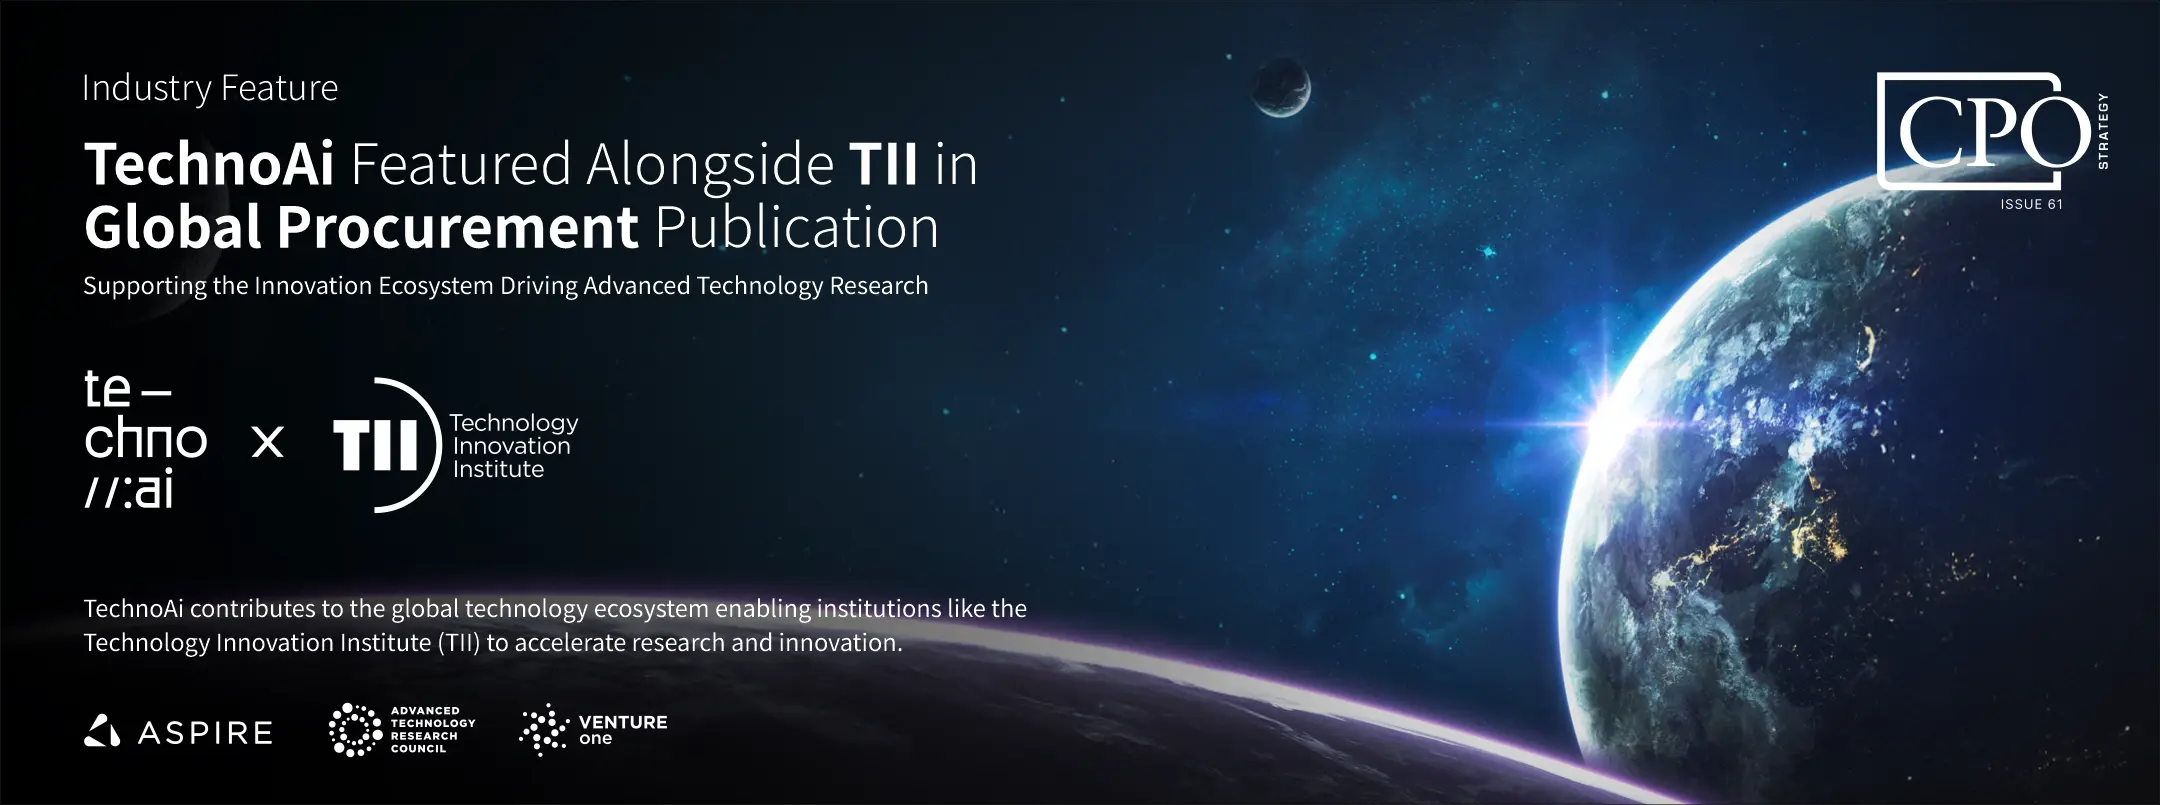 Industry Feature
TechnoAi Featured Alongside TII in
Global Procurement Publication
Supporting the Innovation Ecosystem Driving Advanced Technology Research
te–
chno
//:ai
x
TII
Technology
Innovation
Institute
TechnoAi contributes to the global technology ecosystem enabling institutions like the
Technology Innovation Institute (TII) to accelerate research and innovation.
ASPIRE
ADVANCED
TECHNOLOGY
RESEARCH
COUNCIL
VENTURE
one
CPO
STRATEGY
ISSUE 61